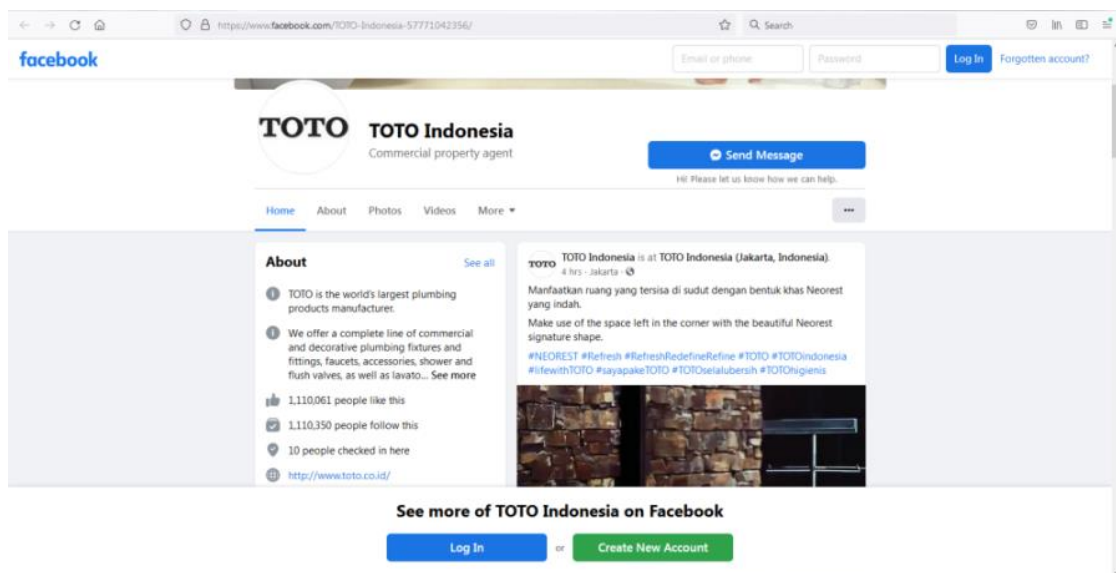 https://www.facebook.com/TOTO-Indonesia-57771042356/
Search
facebook
Email or phone
Password
Log In
Forgotten account?
TOTO
TOTO Indonesia
Commercial property agent
Send Message
Hi! Please let us know how we can help.
Home
About
Photos
Videos
More
About
See all
TOTO is the world's largest plumbing
products manufacturer.
We offer a complete line of commercial
and decorative plumbing fixtures and
fittings, faucets, accessories, shower and
flush valves, as well as lavato... See more
1,110,061 people like this
1,110,350 people follow this
10 people checked in here
http://www.toto.co.id/
TOTO
TOTO Indonesia is at TOTO Indonesia (Jakarta, Indonesia).
4 hrs · Jakarta ·
Manfaatkan ruang yang tersisa di sudut dengan bentuk khas Neorest
yang indah.
Make use of the space left in the corner with the beautiful Neorest
signature shape.
#NEOREST #Refresh #RefreshRedefineRefine #TOTO #TOTOindonesia
#lifewithTOTO #sayapakeTOTO #TOTOselalubersih #TOTOhigienis
See more of TOTO Indonesia on Facebook
Log In
or
Create New Account